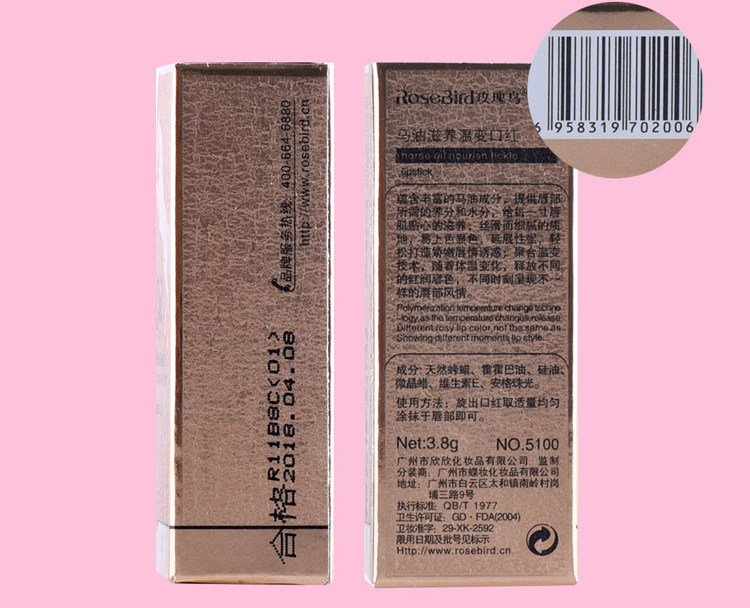 品牌服务热线：400-664-6880
http://www.rosebird.cn
合格 R11B8C(01)
2018.04.08
RoseBird玫瑰鸟®
马油滋养温变口红
horse oil nourish fickle
lipstick
蕴含丰富的马油成分，提供唇部
所需的养分和水分，给每一寸唇
肌贴心的滋养；丝滑而细腻的质
地，易上色显色，延展性强，轻
松打造娇嫩唇情诱惑；聚合温变
技术，随着体温变化，释放不同
的红润唇色，不同时刻呈现不一
样的唇部风情。
Polymerization temperature change techno
-logy,as the temperature changes,release
Different rosy lip color,not the same as
Showing different moments lip style.
成分：天然蜂蜡、霍霍巴油、硅油、
微晶蜡、维生素E、安格珠光。
使用方法：旋出口红取适量均匀
涂抹于唇部即可。
Net:3.8g NO.5100
广州市欣欣化妆品有限公司 监制
分装商：广州市蝶妆化妆品有限公司
地址：广州市白云区太和镇南岭村岗
埔三路9号
执行标准：QB/T 1977
卫生许可证：GD·FDA(2004)
卫妆准字：29-XK-2592
限用日期及批号见标示
Http://www.rosebird.cn
6 958319 702006